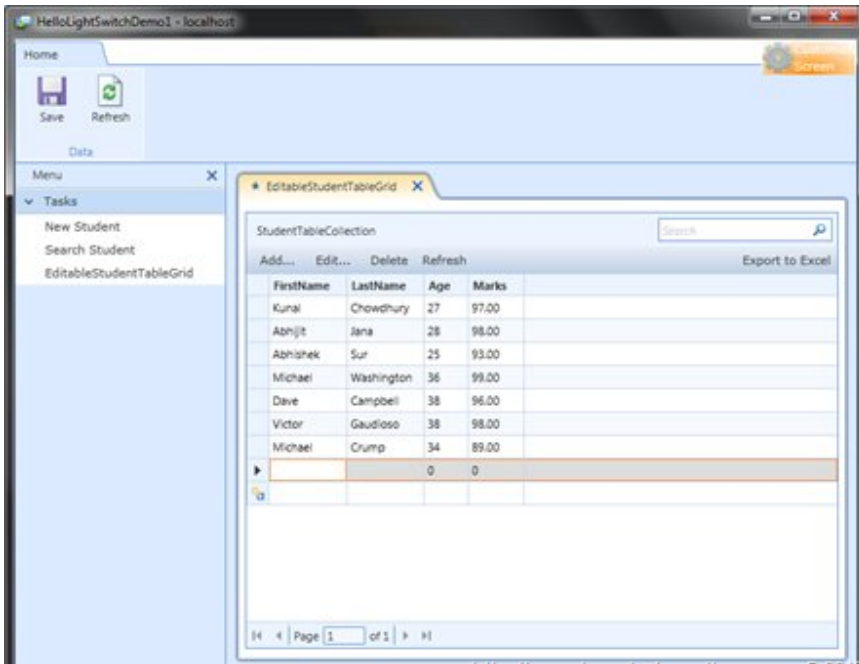 HelloLightSwitchDemo1 - localhost
Home
Screen
Save Refresh
Data
Menu
Tasks
New Student
Search Student
EditableStudentTableGrid
EditableStudentTableGrid
StudentTableCollection Search
Add... Edit... Delete Refresh Export to Excel
FirstName LastName Age Marks
Kunal Chowdhury 27 97.00
Abhijit Jana 28 98.00
Abhishek Sur 25 93.00
Michael Washington 36 99.00
Dave Campbell 38 96.00
Victor Gaudioso 38 98.00
Michael Crump 34 89.00
0 0
Page 1 of 1